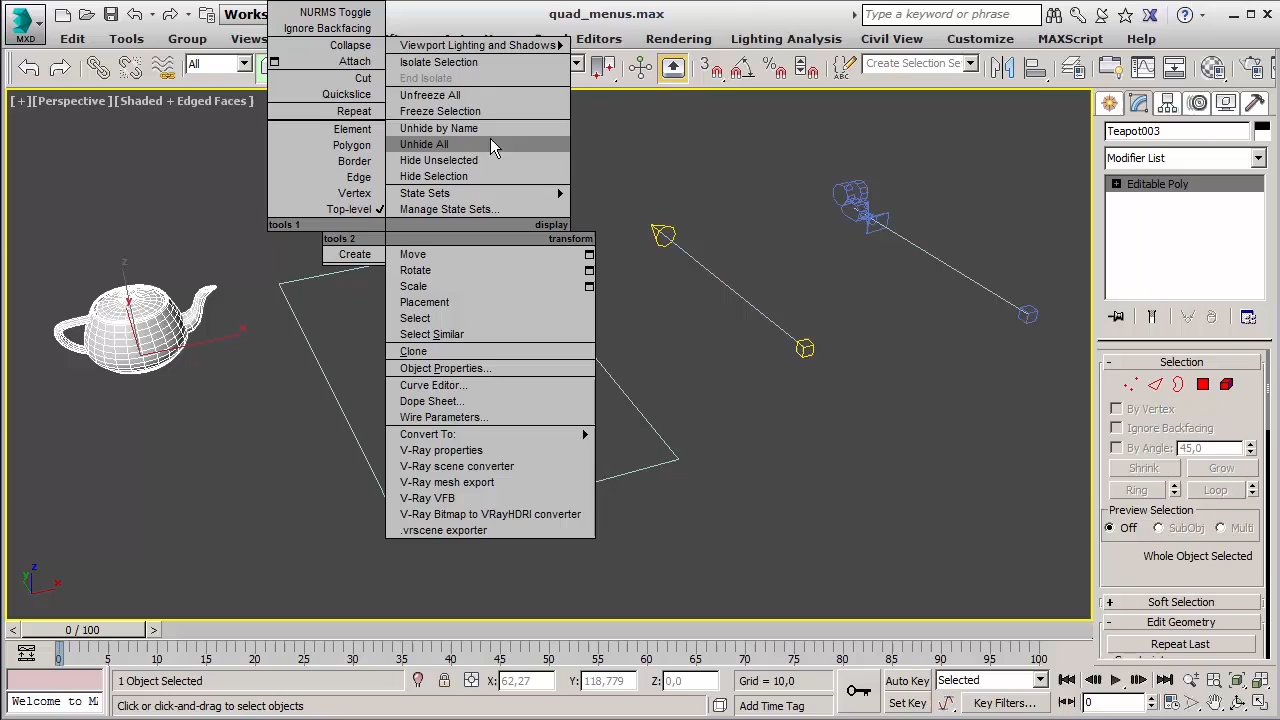 MXD
Works
quad_menus.max
Type a keyword or phrase
Edit
Tools
Group
Views
Editors
Rendering
Lighting Analysis
Civil View
Customize
MAXScript
Help
All
Create Selection Se
[+][Perspective][Shaded + Edged Faces]
NURMS Toggle
Ignore Backfacing
Collapse
Attach
Cut
Quickslice
Repeat
Element
Polygon
Border
Edge
Vertex
Top-level
tools 1
Viewport Lighting and Shadows
Isolate Selection
End Isolate
Unfreeze All
Freeze Selection
Unhide by Name
Unhide All
Hide Unselected
Hide Selection
State Sets
Manage State Sets...
display
tools 2
transform
Create
Move
Rotate
Scale
Placement
Select
Select Similar
Clone
Object Properties...
Curve Editor...
Dope Sheet...
Wire Parameters...
Convert To:
V-Ray properties
V-Ray scene converter
V-Ray mesh export
V-Ray VFB
V-Ray Bitmap to VRayHDRI converter
.vrscene exporter
z
x
z
y
x
Teapot003
Modifier List
Editable Poly
Selection
By Vertex
Ignore Backfacing
By Angle: 45,0
Shrink
Grow
Ring
Loop
Preview Selection
Off SubObj Multi
Whole Object Selected
Soft Selection
Edit Geometry
Repeat Last
< 0 / 100 >
0 5 10 15 20 25 30 35 40 45 50 55 60 65 70 75 80 85 90 95 100
1 Object Selected
X: 62,27
Y: 118,779
Z: 0,0
Grid = 10,0
Auto Key
Selected
Welcome to M
Click or click-and-drag to select objects
Add Time Tag
Set Key
Key Filters...
0